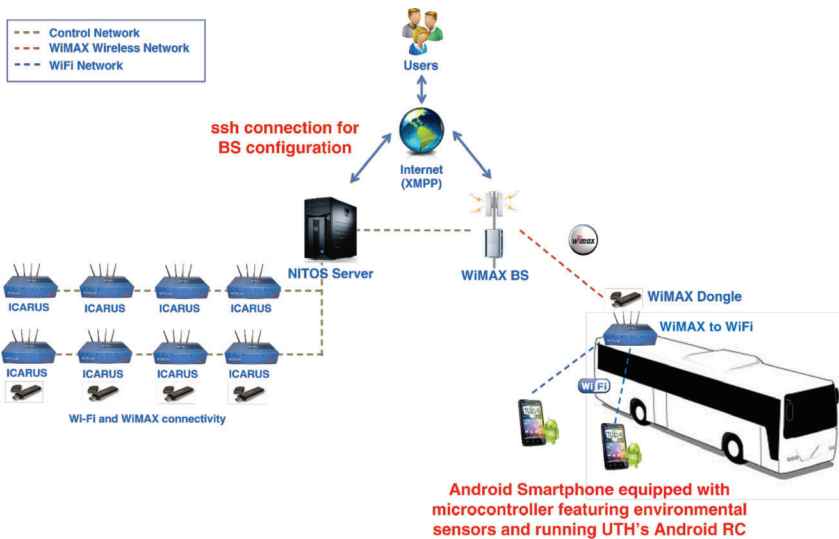 Control Network
WiMAX Wireless Network
WiFi Network
Users
ssh connection for
BS configuration
Internet
(XMPP)
NITOS Server
WiMAX BS
wimax
WiMAX Dongle
WiMAX to WiFi
ICARUS ICARUS ICARUS ICARUS
ICARUS ICARUS ICARUS ICARUS
Wi-Fi and WiMAX connectivity
Wi Fi
Android Smartphone equipped with
microcontroller featuring environmental
sensors and running UTH's Android RC